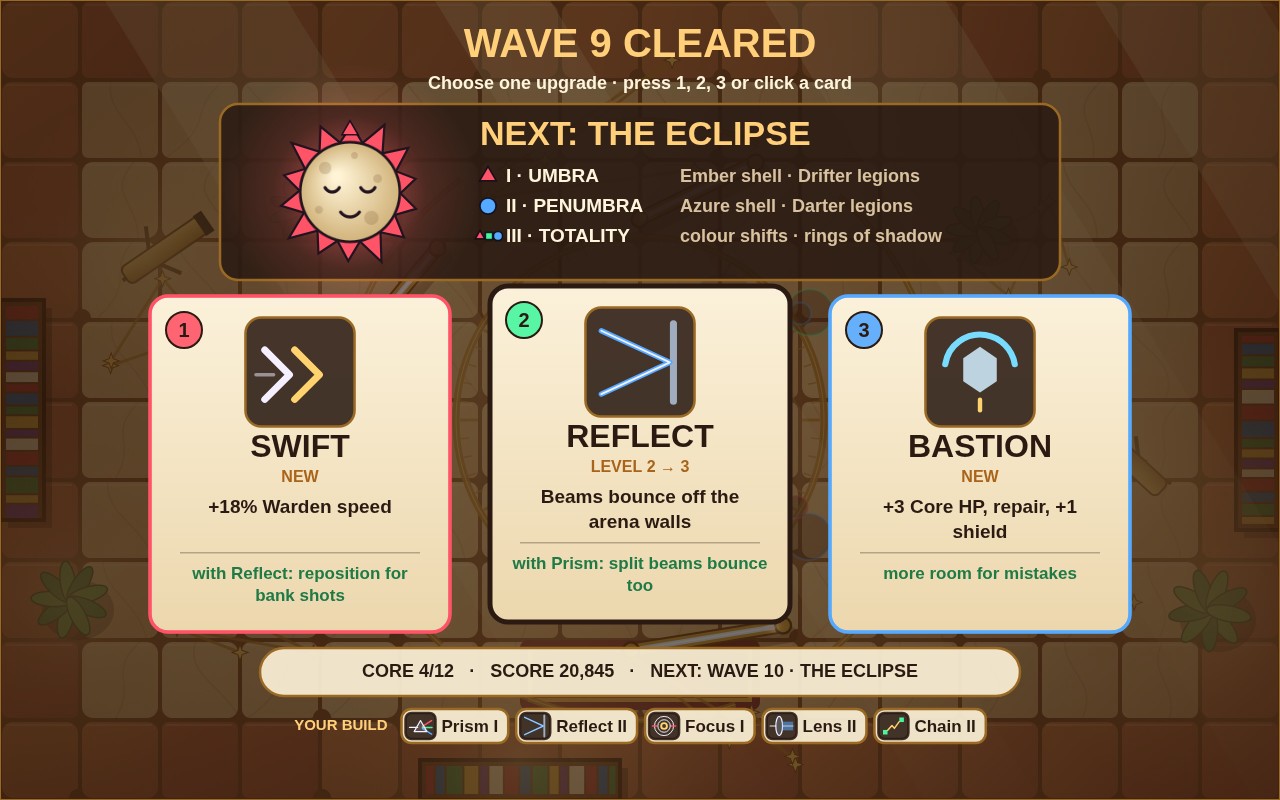 WAVE 9 CLEARED
Choose one upgrade · press 1, 2, 3 or click a card
NEXT: THE ECLIPSE
I · UMBRA Ember shell · Drifter legions
II · PENUMBRA Azure shell · Darter legions
III · TOTALITY colour shifts · rings of shadow
1
SWIFT
NEW
+18% Warden speed
with Reflect: reposition for
bank shots
2
REFLECT
LEVEL 2 → 3
Beams bounce off the
arena walls
with Prism: split beams bounce
too
3
BASTION
NEW
+3 Core HP, repair, +1
shield
more room for mistakes
CORE 4/12 · SCORE 20,845 · NEXT: WAVE 10 · THE ECLIPSE
YOUR BUILD Prism I Reflect II Focus I Lens II Chain II